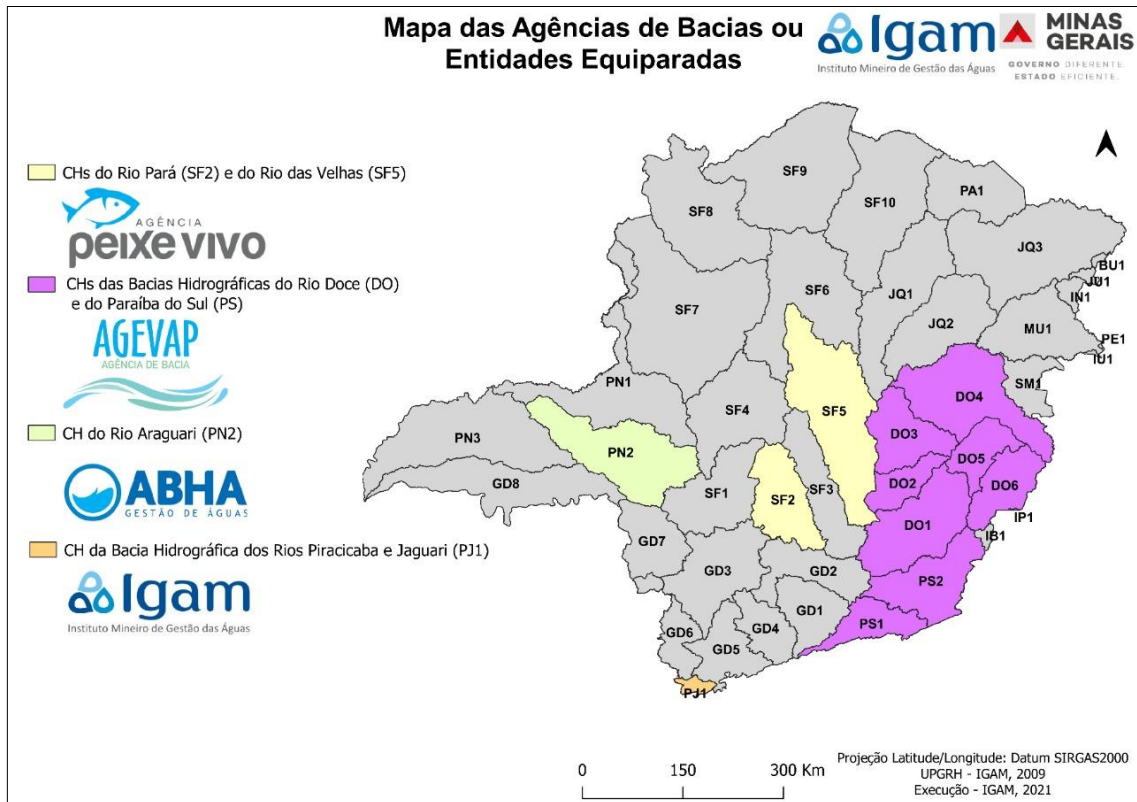 Mapa das Agências de Bacias ou
Entidades Equiparadas
Igam
Instituto Mineiro de Gestão das Águas
MINAS
GERAIS
GOVERNO DIFERENTE.
ESTADO EFICIENTE.
CHs do Rio Pará (SF2) e do Rio das Velhas (SF5)
AGÊNCIA
PEIXE VIVO
CHs das Bacias Hidrográficas do Rio Doce (DO)
e do Paraíba do Sul (PS)
AGEVAP
AGÊNCIA DE BACIA
CH do Rio Araguari (PN2)
ABHA
GESTÃO DE ÁGUAS
CH da Bacia Hidrográfica dos Rios Piracicaba e Jaguari (PJ1)
Igam
Instituto Mineiro de Gestão das Águas
SF9
SF8
SF10
PA1
JQ3
BU1
JU1
IN1
SF6
JQ1
SF7
JQ2
MU1
PE1
IU1
PN1
SM1
SF4
SF5
DO4
PN3
PN2
DO3
DO5
GD8
SF1
SF2
SF3
DO2
DO6
IP1
DO1
IB1
GD7
GD3
GD2
PS2
GD1
PS1
GD6
GD4
GD5
PJ1
0 150 300 Km
Projeção Latitude/Longitude: Datum SIRGAS2000
UPGRH - IGAM, 2009
Execução - IGAM, 2021